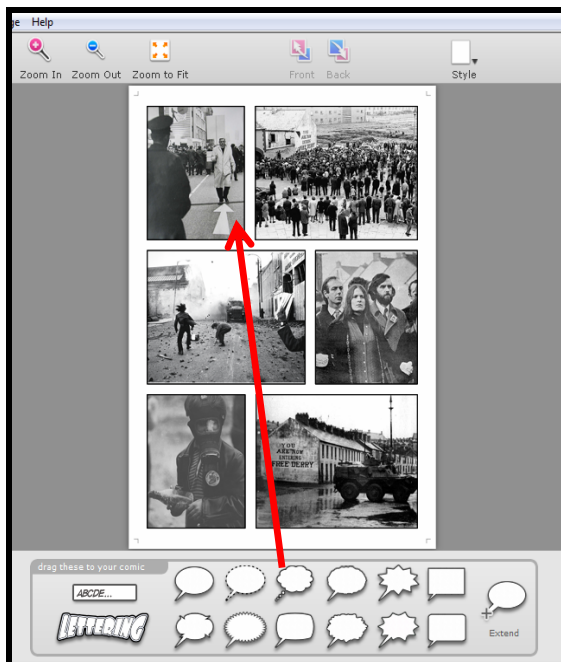 ge Help
Zoom In Zoom Out Zoom to Fit Front Back Style
YOU
ARE NOW
ENTERING
FREE DERRY
drag these to your comic
ABCDE...
LETTERING
Extend